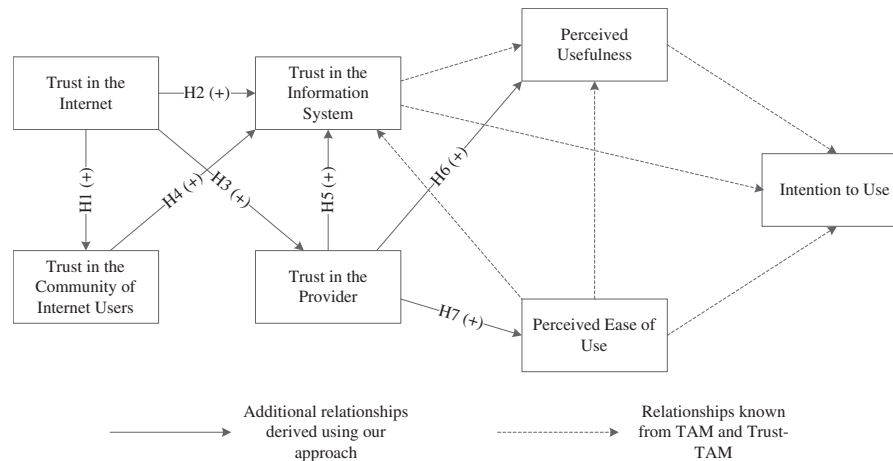 Perceived
Usefulness
Trust in the
Internet
H2 (+)
Trust in the
Information
System
H1 (+)
H4 (+)
H3 (+)
H5 (+)
H6 (+)
Intention to Use
Trust in the
Community of
Internet Users
Trust in the
Provider
H7 (+)
Perceived Ease of
Use
Additional relationships
derived using our
approach
Relationships known
from TAM and Trust-
TAM